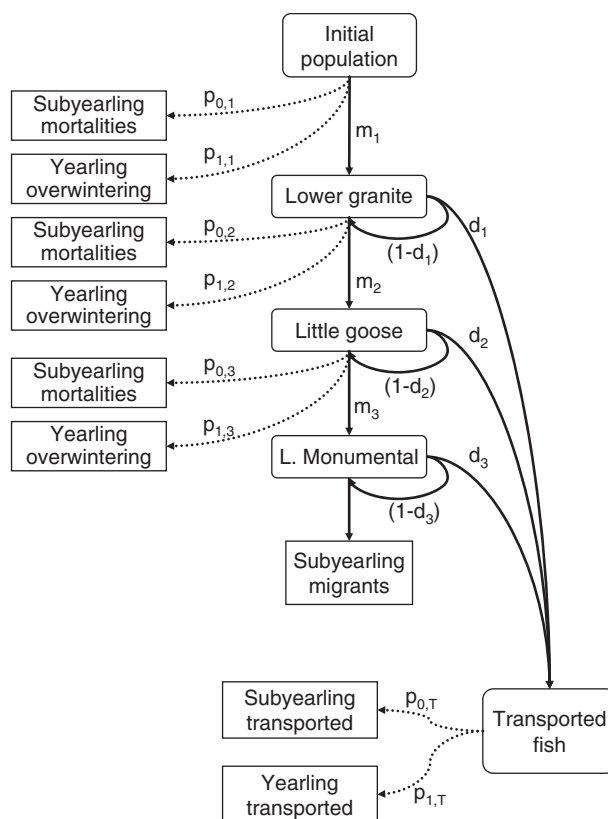 Initial
population
p0,1
Subyearling
mortalities
m1
p1,1
Yearling
overwintering
Lower granite
d1
p0,2
Subyearling
mortalities
(1-d1)
p1,2
m2
Yearling
overwintering
Little goose
d2
p0,3
Subyearling
mortalities
(1-d2)
p1,3
m3
Yearling
overwintering
L. Monumental
d3
(1-d3)
Subyearling
migrants
p0,T
Subyearling
transported
Transported
fish
Yearling
transported
p1,T